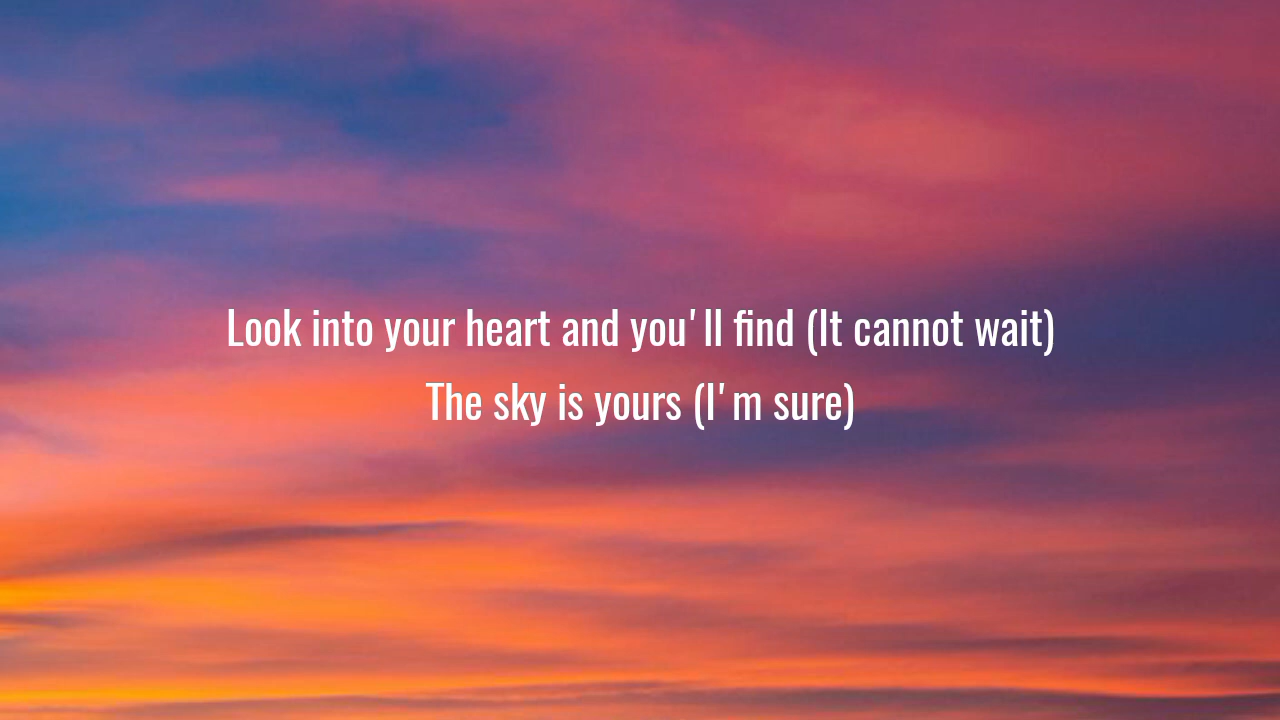 Look into your heart and you'll find (It cannot wait)
The sky is yours (I'm sure)